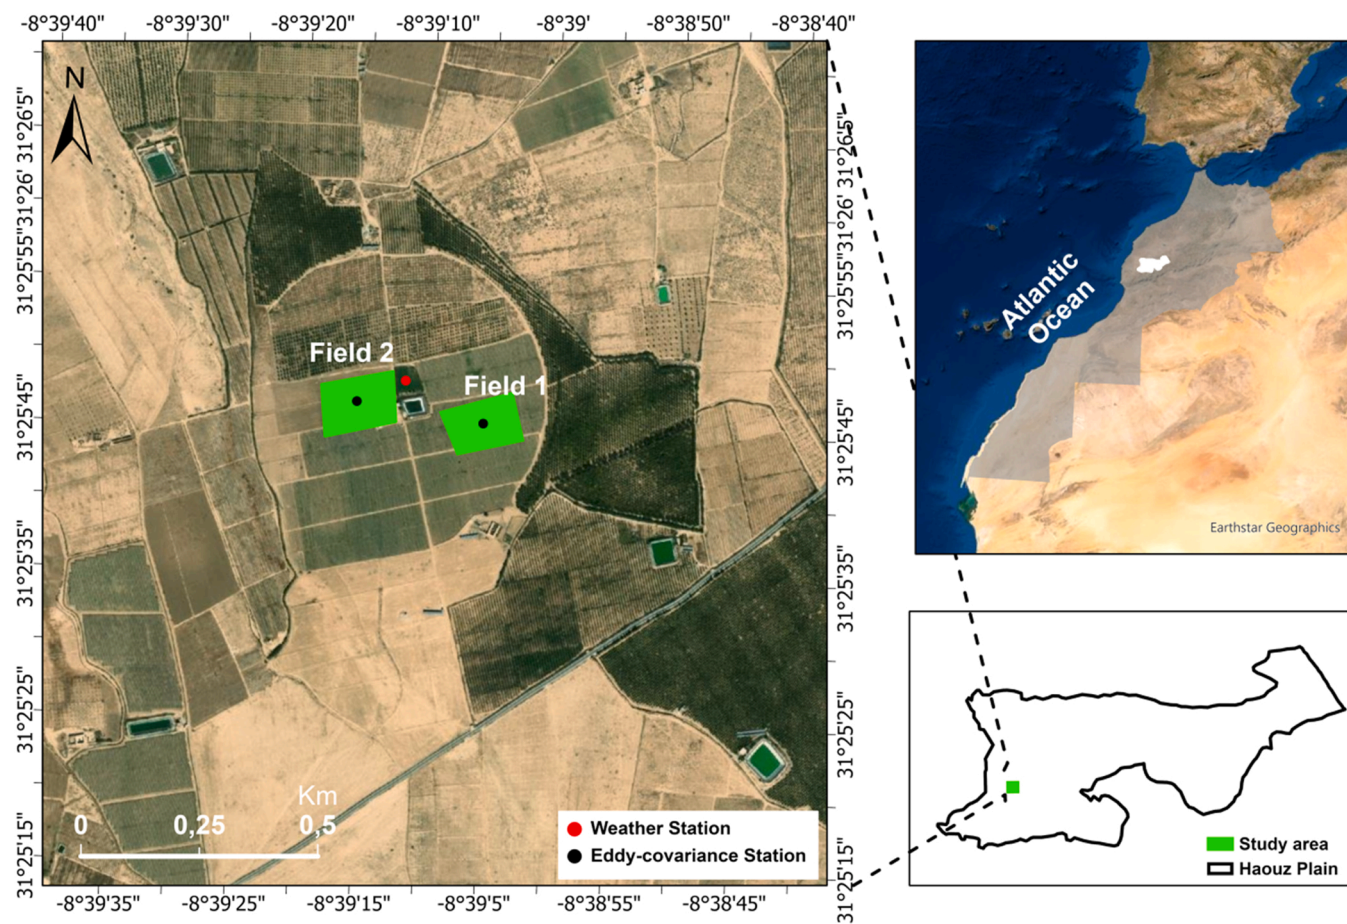 -8°39'40" -8°39'30" -8°39'20" -8°39'10" -8°39' -8°38'50" -8°38'40"
N
31°26'5"
31°26'
31°25'55"
31°25'45"
31°25'35"
31°25'25"
31°25'15"
Field 2
Field 1
Km
0 0,25 0,5
Weather Station
Eddy-covariance Station
31°26'5"
31°26'
31°25'55"
31°25'45"
31°25'35"
31°25'25"
31°25'15"
-8°39'35" -8°39'25" -8°39'15" -8°39'5" -8°38'55" -8°38'45"
Atlantic
Ocean
Earthstar Geographics
Study area
Haouz Plain